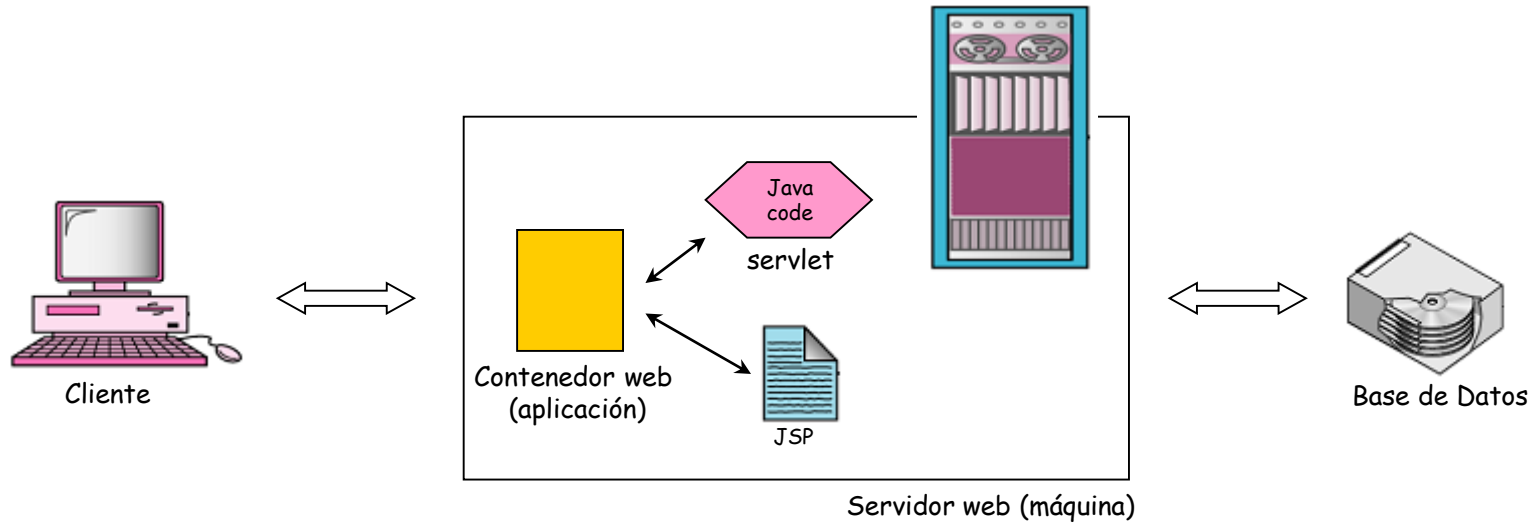 Java
code
servlet
Cliente
Contenedor web
(aplicación)
JSP
Base de Datos
Servidor web (máquina)